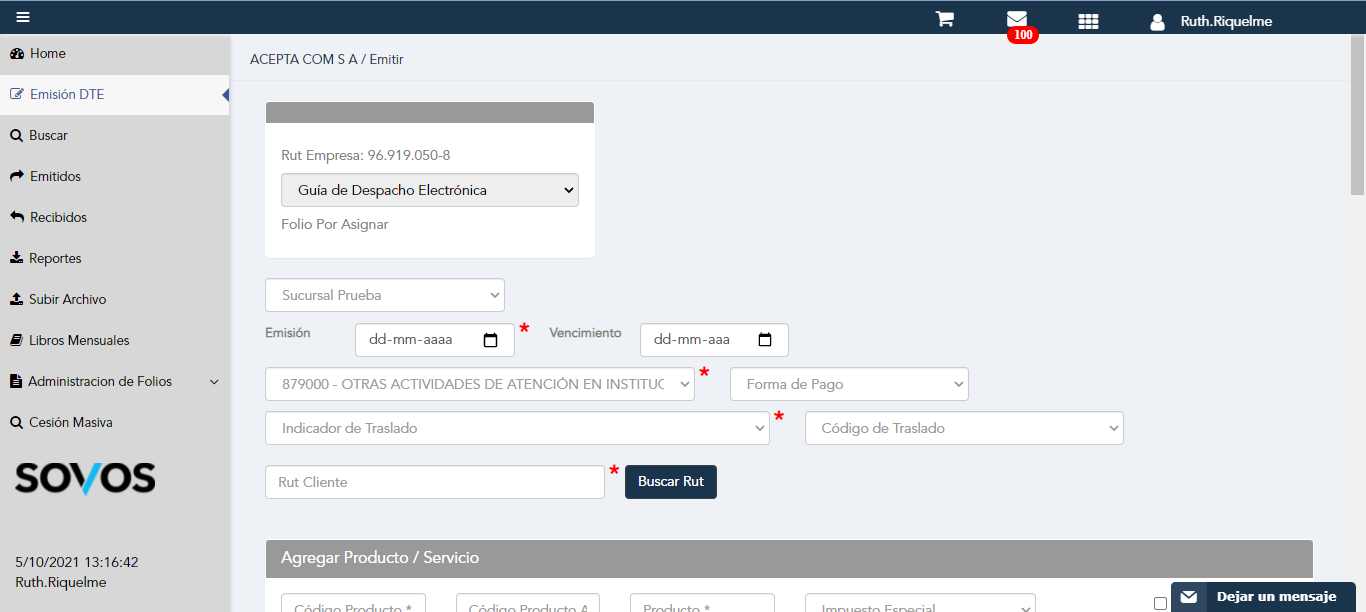 Ruth.Riquelme
100
Home
Emisión DTE
Buscar
Emitidos
Recibidos
Reportes
Subir Archivo
Libros Mensuales
Administracion de Folios
Cesión Masiva
SOVOS
5/10/2021 13:16:42
Ruth.Riquelme
ACEPTA COM S A / Emitir
Rut Empresa: 96.919.050-8
Guía de Despacho Electrónica
Folio Por Asignar
Sucursal Prueba
Emisión dd-mm-aaaa * Vencimiento dd-mm-aaa
879000 - OTRAS ACTIVIDADES DE ATENCIÓN EN INSTITUC * Forma de Pago
Indicador de Traslado * Código de Traslado
Rut Cliente * Buscar Rut
Agregar Producto / Servicio
Código Producto * Código Producto A Producto * Impuesto Especial
Dejar un mensaje